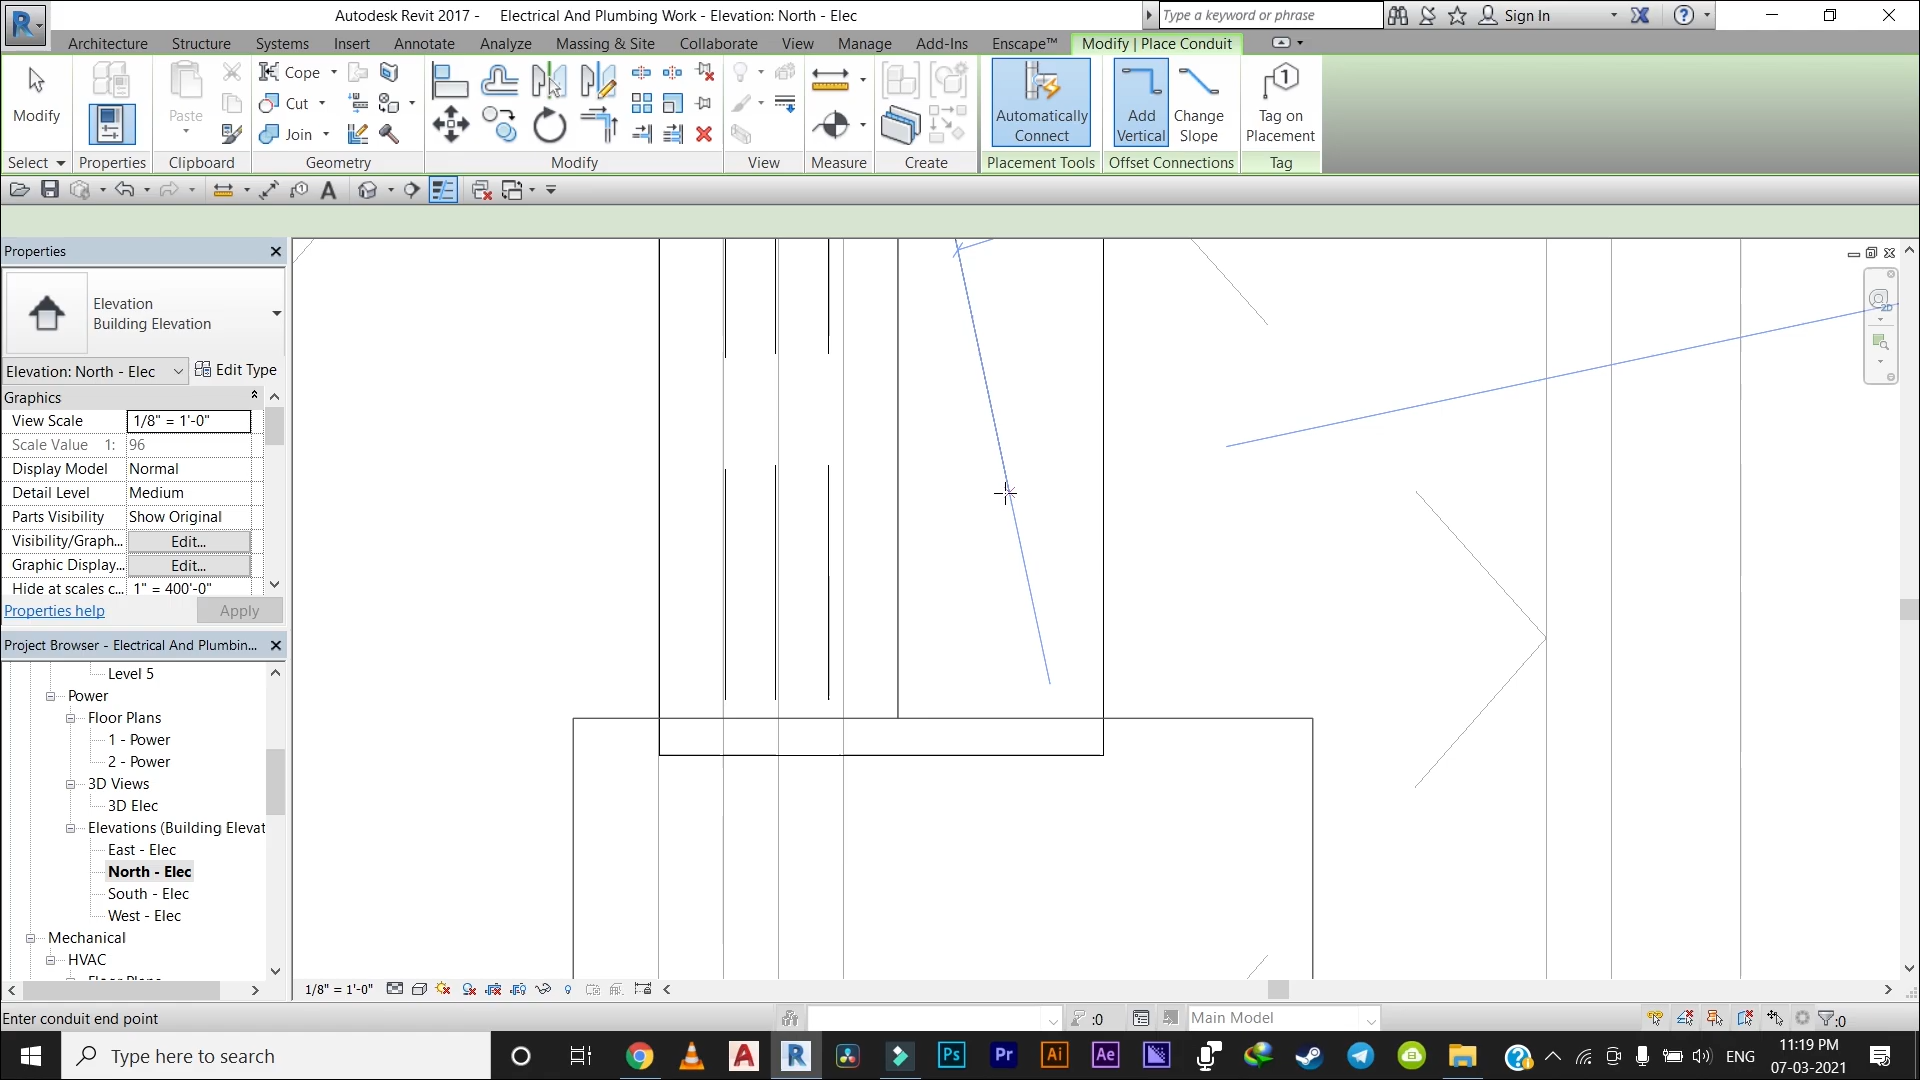 Autodesk Revit 2017 - Electrical And Plumbing Work - Elevation: North - Elec
Type a keyword or phrase
Sign In
Architecture Structure Systems Insert Annotate Analyze Massing & Site Collaborate View Manage Add-Ins Enscape™ Modify | Place Conduit
Modify
Paste
Cope
Cut
Join
Automatically Connect
Add Vertical
Change Slope
Tag on Placement
Select Properties Clipboard Geometry Modify View Measure Create Placement Tools Offset Connections Tag
Properties
Elevation
Building Elevation
Elevation: North - Elec
Edit Type
Graphics
View Scale 1/8" = 1'-0"
Scale Value 1: 96
Display Model Normal
Detail Level Medium
Parts Visibility Show Original
Visibility/Graph... Edit...
Graphic Display... Edit...
Hide at scales c... 1" = 400'-0"
Properties help
Apply
Project Browser - Electrical And Plumbin...
Level 5
Power
Floor Plans
1 - Power
2 - Power
3D Views
3D Elec
Elevations (Building Elevat
East - Elec
North - Elec
South - Elec
West - Elec
Mechanical
HVAC
Floor Plans
2D
1/8" = 1'-0"
Enter conduit end point
:0
Main Model
:0
Type here to search
ENG
11:19 PM
07-03-2021